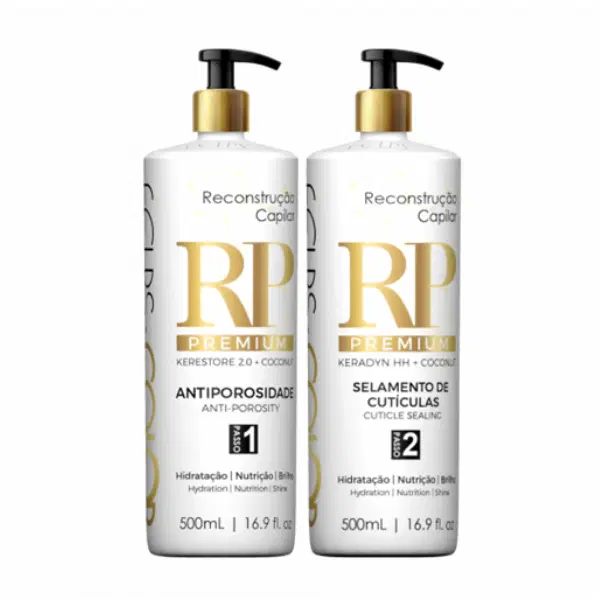 Reconstrução
Capilar
RP
PREMIUM
KERESTORE 2.0 + COCONUT
ANTIPOROSIDADE
ANTI-POROSITY
PASSO 1
Hidratação | Nutrição | Brilho
Hydration | Nutrition | Shine
500mL | 16.9 fl. oz
Reconstrução
Capilar
RP
PREMIUM
KERADYN HH + COCONUT
SELAMENTO DE
CUTÍCULAS
CUTICLE SEALING
PASSO 2
Hidratação | Nutrição | Brilho
Hydration | Nutrition | Shine
500mL | 16.9 fl. oz